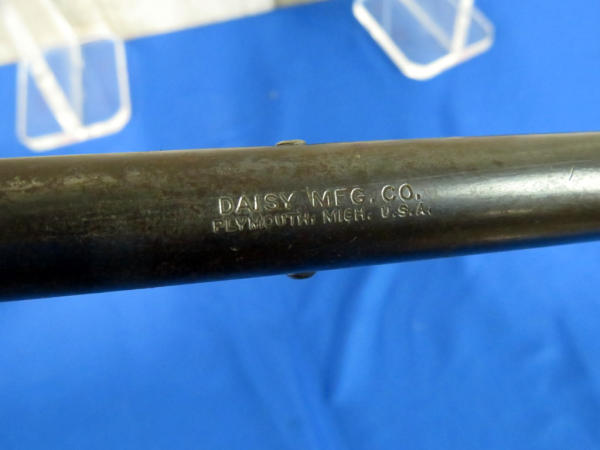 DAISY MFG. CO.
PLYMOUTH, MICH. U.S.A.